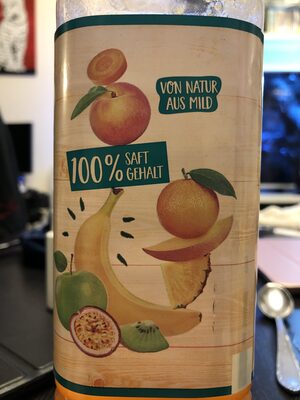 VON NATUR
AUS MILD
100% SAFT
GEHALT